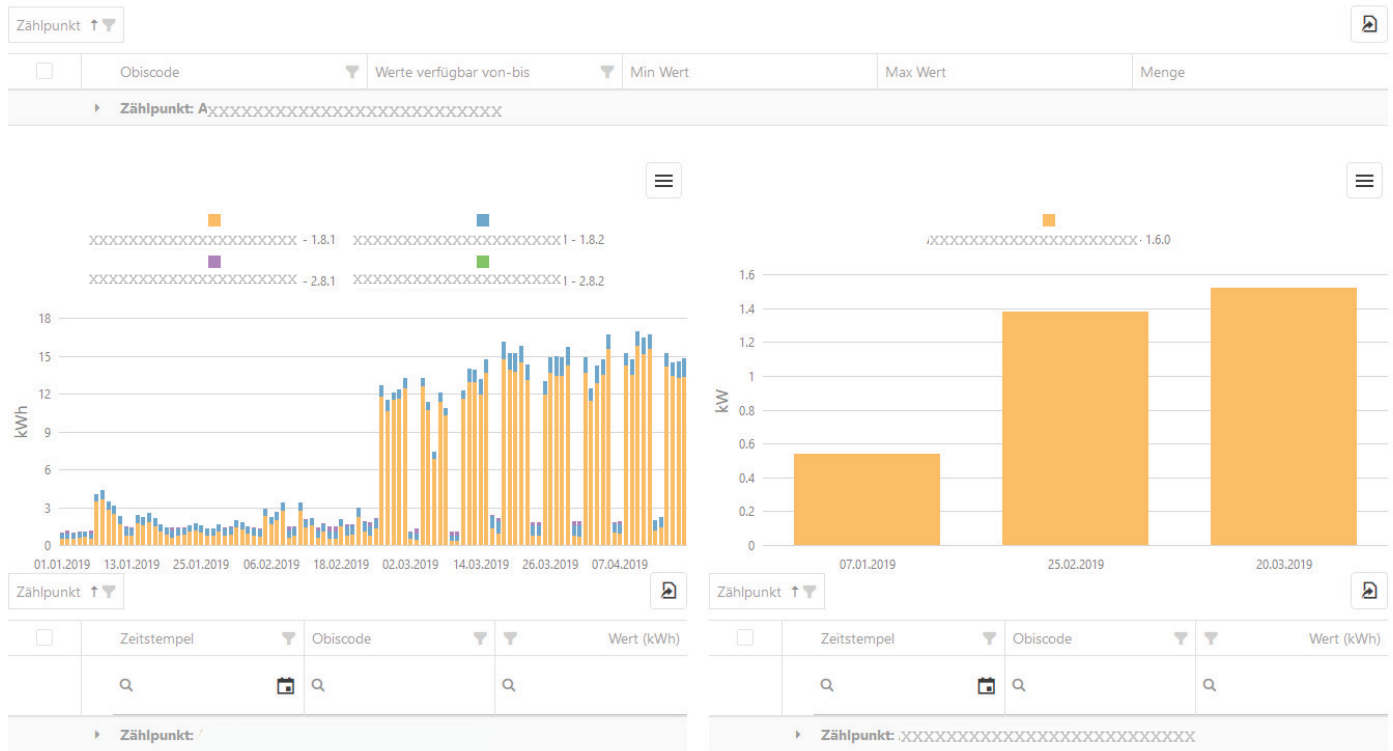 Zählpunkt
Obiscode Werte verfügbar von-bis Min Wert Max Wert Menge
Zählpunkt: AXXXXXXXXXXXXXXXXXXXXXXXXXX
XXXXXXXXXXXXXXXXXXXXX - 1.8.1 XXXXXXXXXXXXXXXXXXXXX1 - 1.8.2
XXXXXXXXXXXXXXXXXXXXX - 2.8.1 XXXXXXXXXXXXXXXXXXXXX1 - 2.8.2
18
15
12
9
6
3
0
kWh
01.01.2019 13.01.2019 25.01.2019 06.02.2019 18.02.2019 02.03.2019 14.03.2019 26.03.2019 07.04.2019
XXXXXXXXXXXXXXXXXXXXX - 1.6.0
1.6
1.4
1.2
1
0.8
0.6
0.4
0.2
0
kW
07.01.2019 25.02.2019 20.03.2019
Zählpunkt
Zeitstempel Obiscode Wert (kWh)
Zählpunkt:
Zählpunkt
Zeitstempel Obiscode Wert (kWh)
Zählpunkt: XXXXXXXXXXXXXXXXXXXXXXXXXX